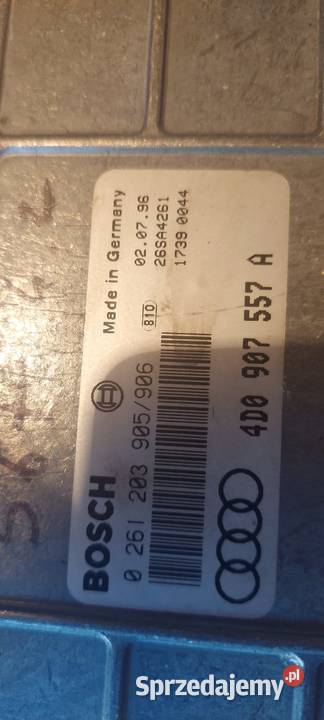 BOSCH
Made in Germany
0 261 203 905/906
810
02.07.96
26SA4261
1739 0044
4D0 907 557 A
Sprzedajemy.pl